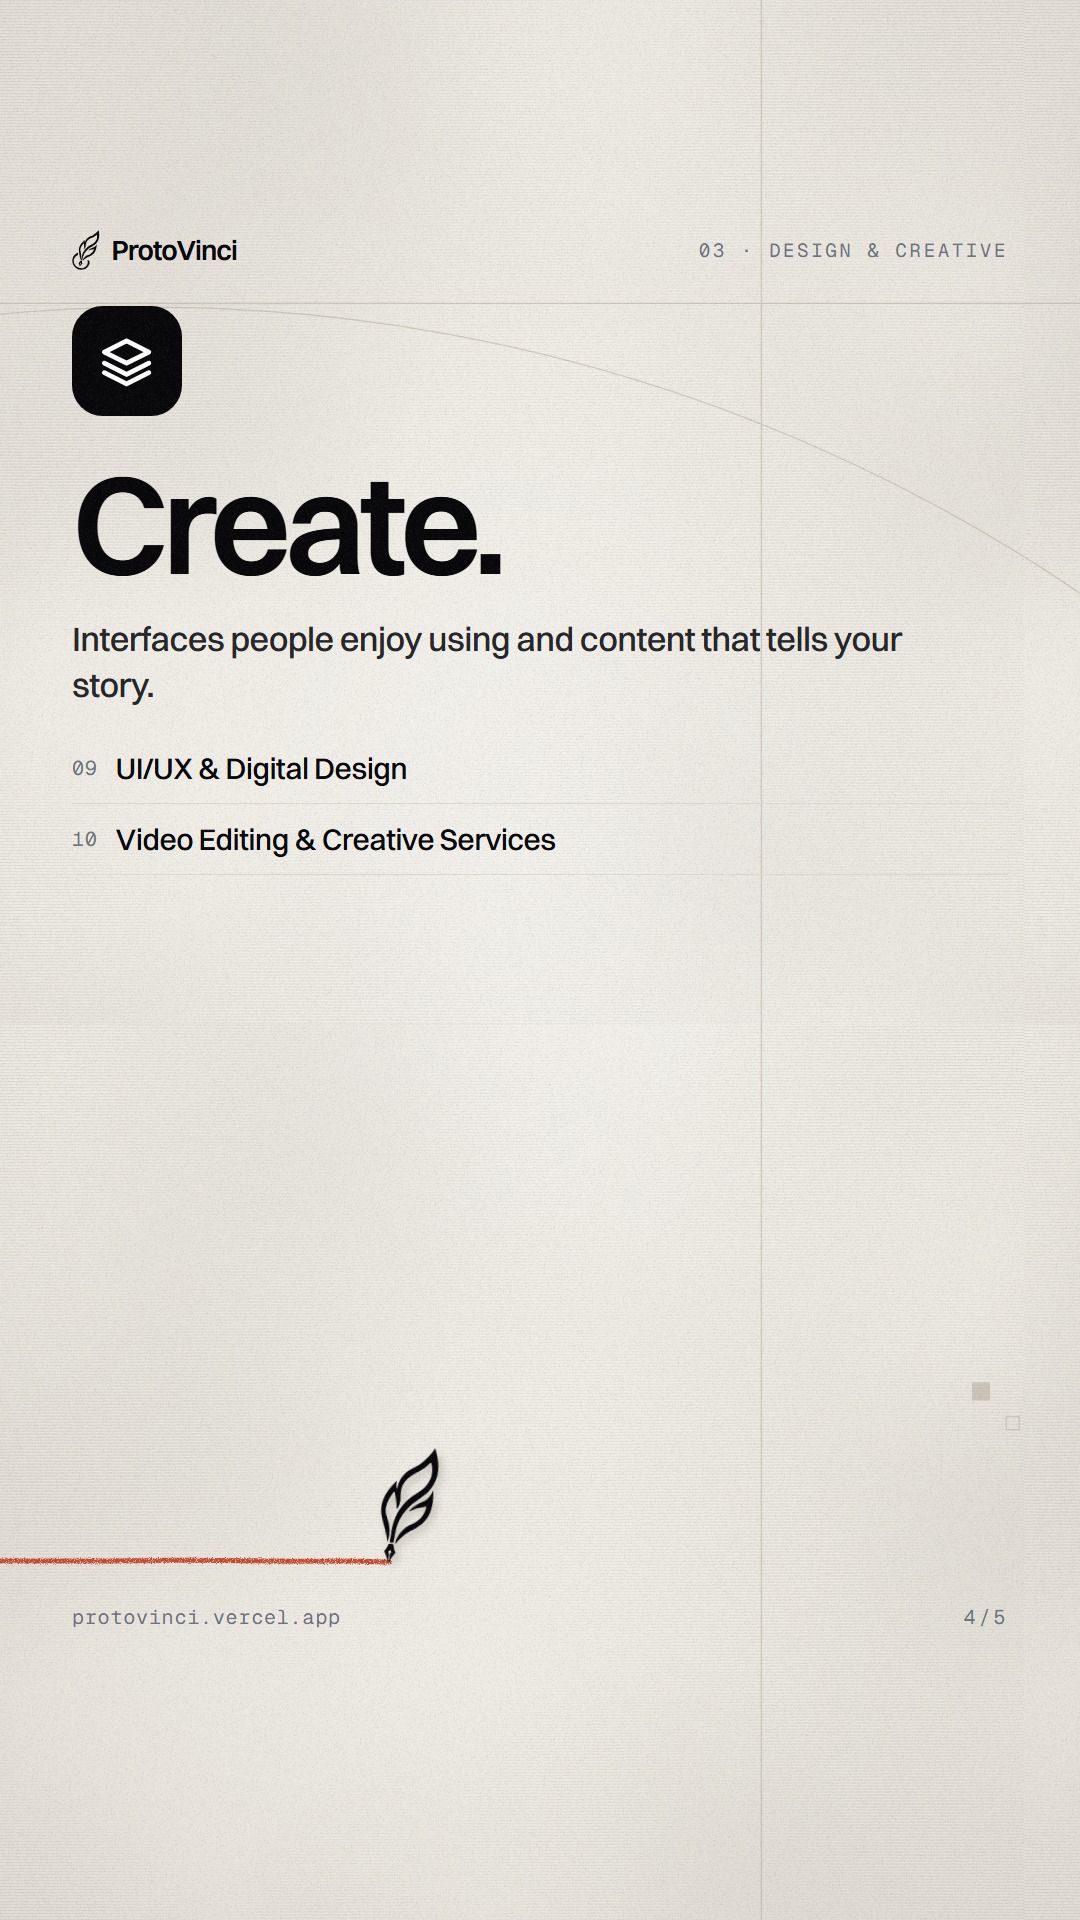 ProtoVinci
03 · DESIGN & CREATIVE
Create.
Interfaces people enjoy using and content that tells your
story.
09 UI/UX & Digital Design
10 Video Editing & Creative Services
protovinci.vercel.app
4/5